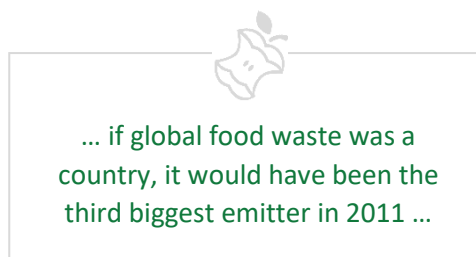 … if global food waste was a
country, it would have been the
third biggest emitter in 2011 …